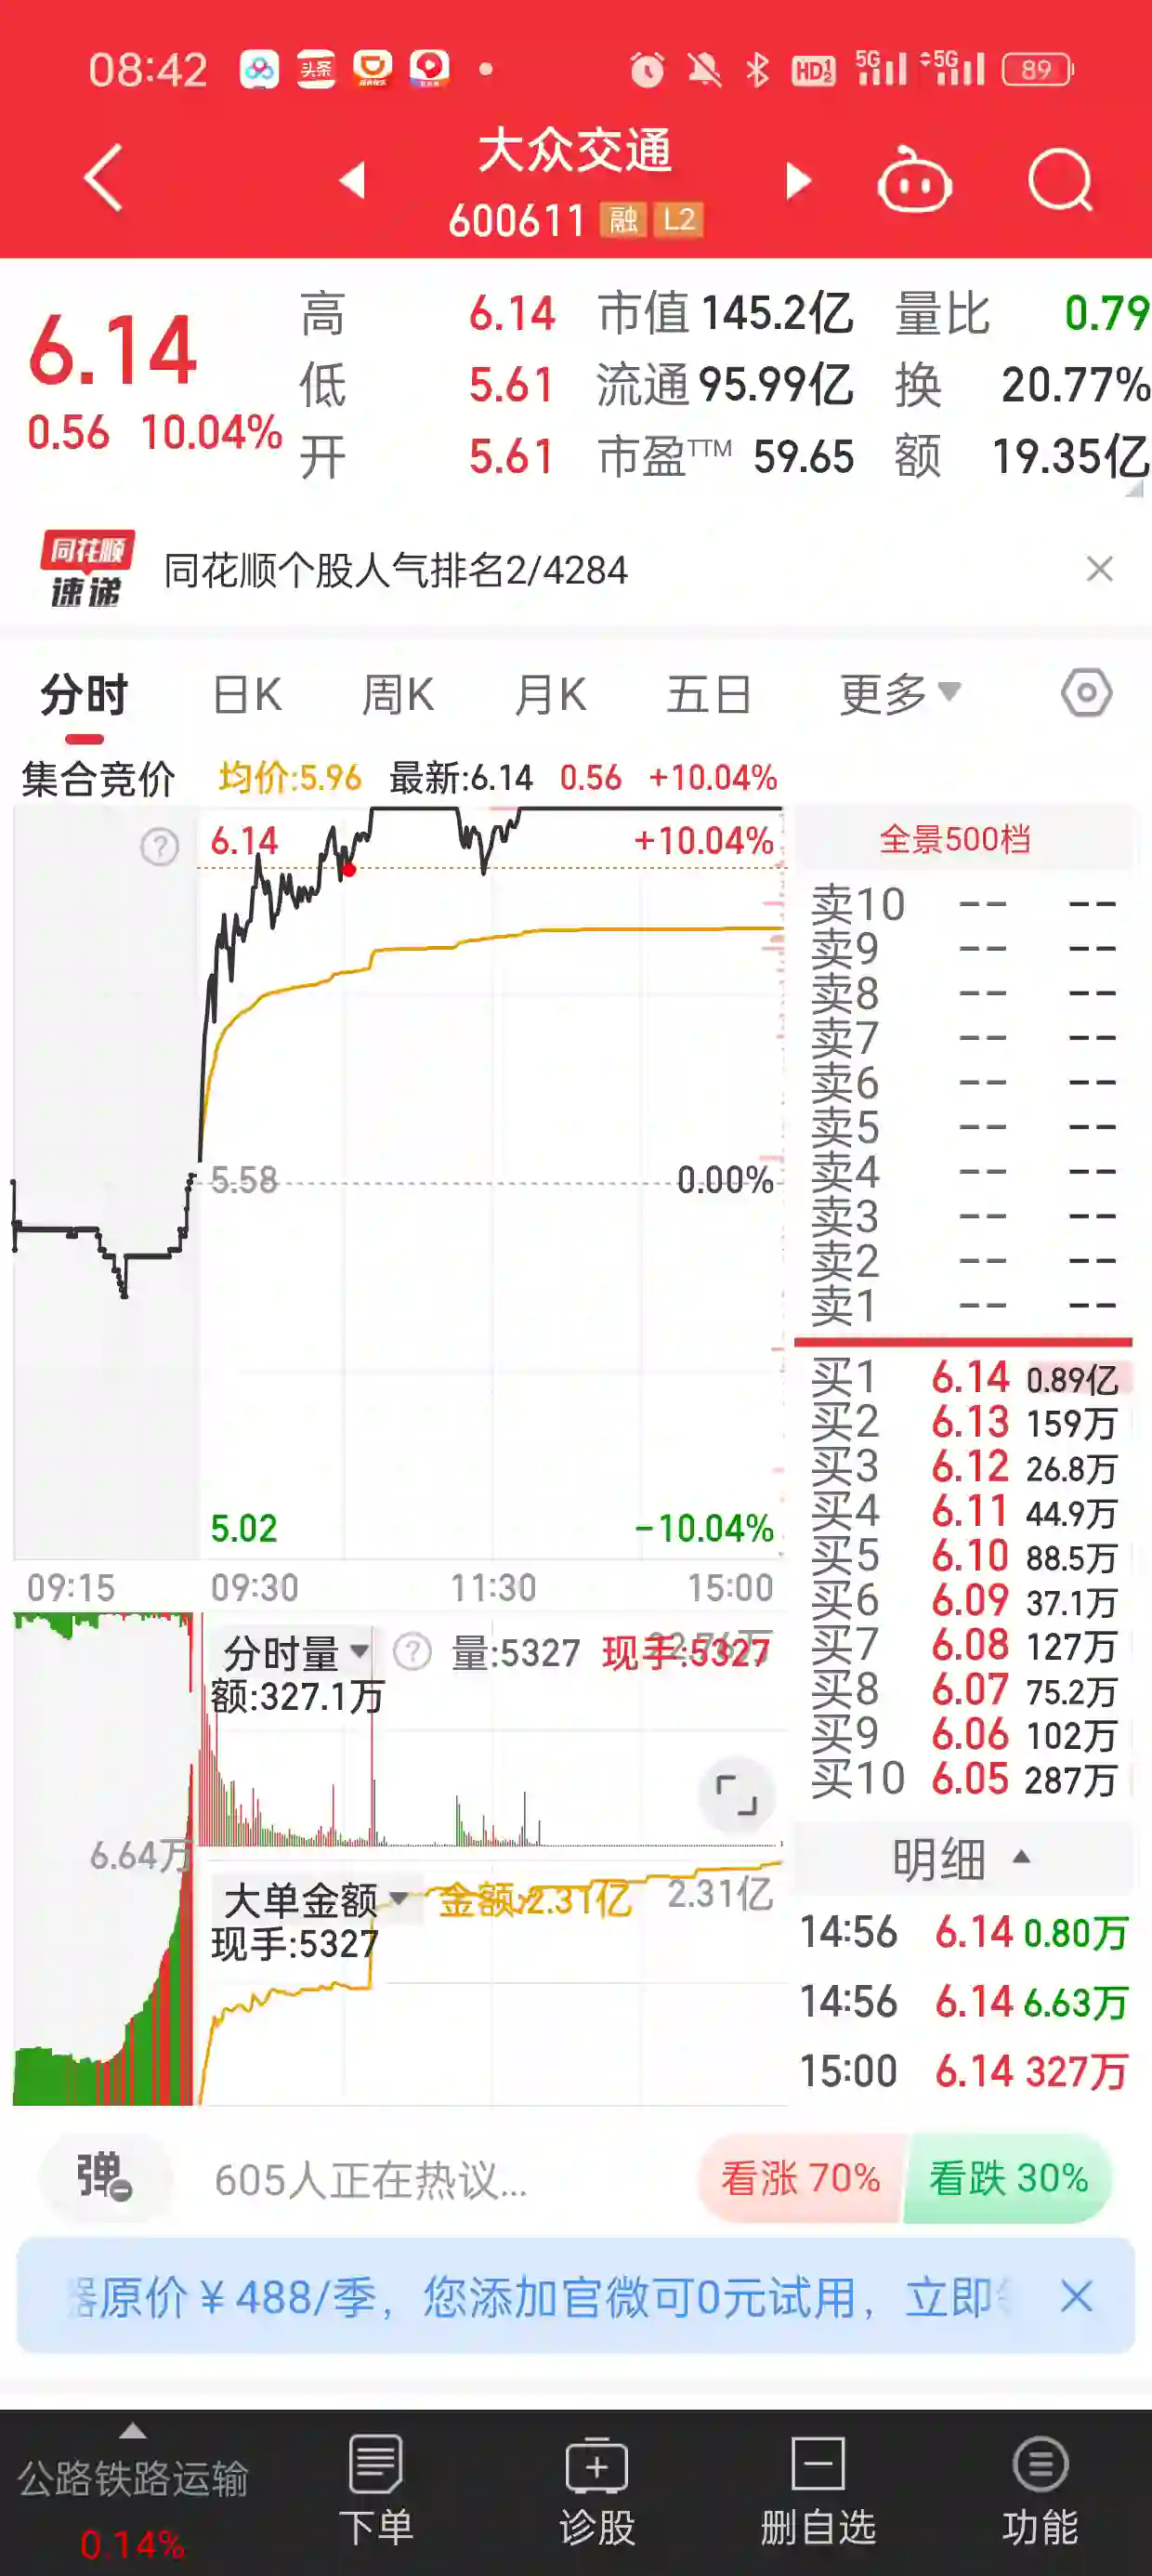 08:42
头条
HD
5G
5G
89
大众交通
600611 融 L2
6.14
0.56 10.04%
高 6.14 市值 145.2亿 量比 0.79
低 5.61 流通 95.99亿 换 20.77%
开 5.61 市盈TTM 59.65 额 19.35亿
同花顺
速递
同花顺个股人气排名2/4284
分时 日K 周K 月K 五日 更多
集合竞价 均价:5.96 最新:6.14 0.56 +10.04%
6.14 +10.04%
5.58 0.00%
5.02 -10.04%
09:15 09:30 11:30 15:00
全景500档
卖10 -- --
卖9 -- --
卖8 -- --
卖7 -- --
卖6 -- --
卖5 -- --
卖4 -- --
卖3 -- --
卖2 -- --
卖1 -- --
买1 6.14 0.89亿
买2 6.13 159万
买3 6.12 26.8万
买4 6.11 44.9万
买5 6.10 88.5万
买6 6.09 37.1万
买7 6.08 127万
买8 6.07 75.2万
买9 6.06 102万
买10 6.05 287万
分时量 量:5327 现手:5327
额:327.1万
6.64万
大单金额 金额:2.31亿 2.31亿
现手:5327
明细
14:56 6.14 0.80万
14:56 6.14 6.63万
15:00 6.14 327万
弹
605人正在热议...
看涨 70% 看跌 30%
器原价￥488/季，您添加官微可0元试用，立即
公路铁路运输
0.14%
下单 诊股 删自选 功能